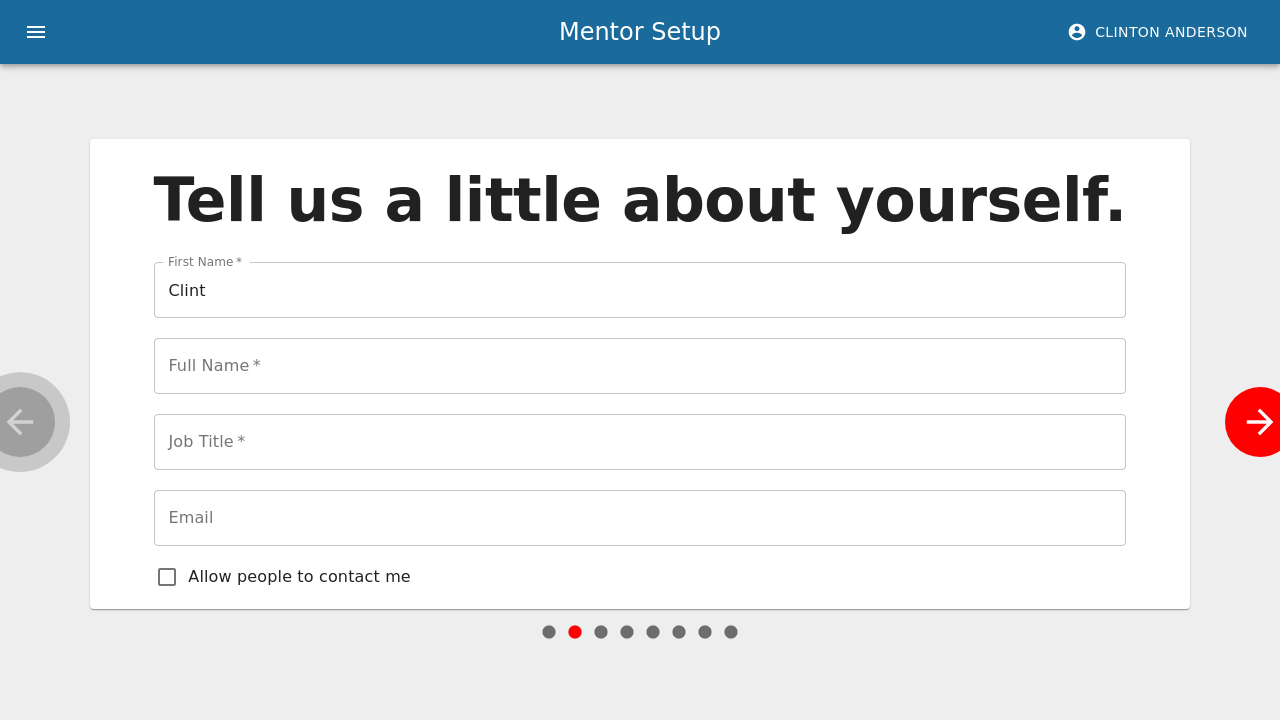 Mentor Setup
CLINTON ANDERSON
Tell us a little about yourself.
First Name *
Clint
Full Name *
Job Title *
Email
Allow people to contact me